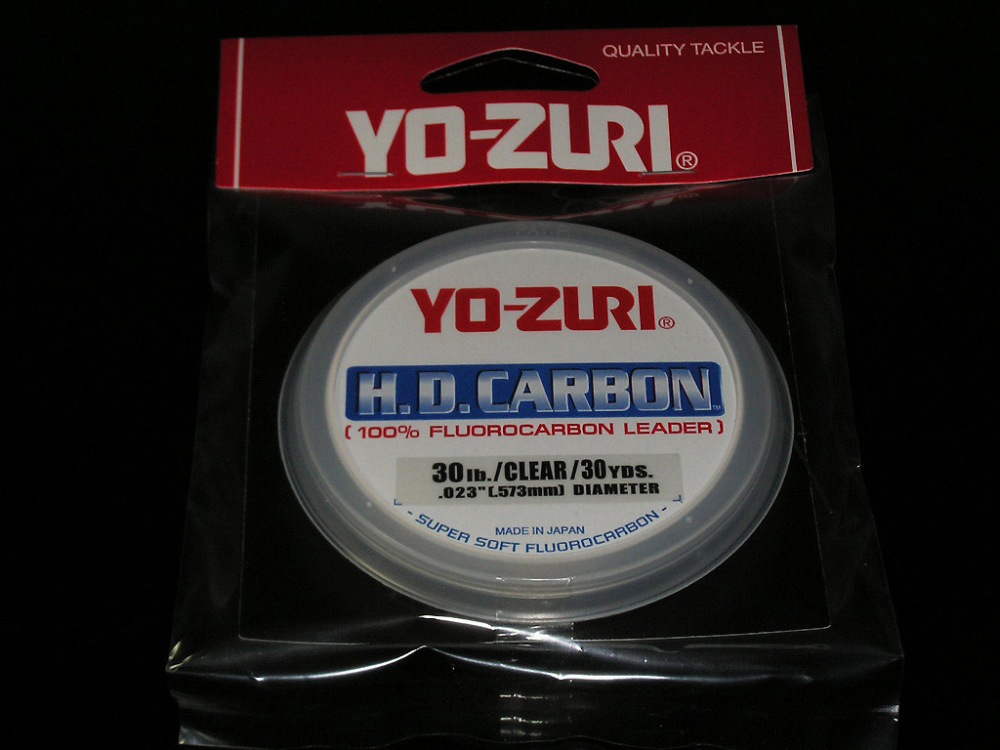 QUALITY TACKLE
YO-ZURI®
YO-ZURI®
H.D.CARBON™
(100% FLUOROCARBON LEADER)
30lb./CLEAR/30YDS.
.023"(.573mm) DIAMETER
MADE IN JAPAN
- SUPER SOFT FLUOROCARBON -